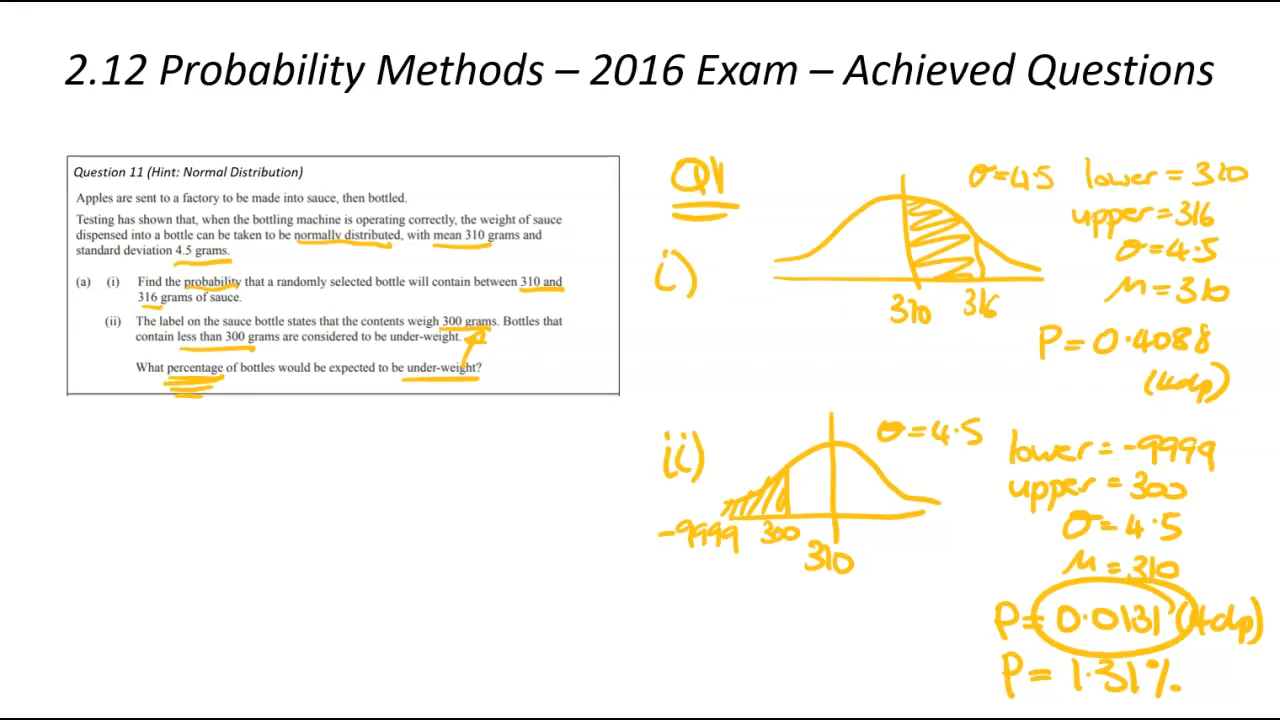 2.12 Probability Methods – 2016 Exam – Achieved Questions
Question 11 (Hint: Normal Distribution)
Apples are sent to a factory to be made into sauce, then bottled.
Testing has shown that, when the bottling machine is operating correctly, the weight of sauce
dispensed into a bottle can be taken to be normally distributed, with mean 310 grams and
standard deviation 4.5 grams.
(a) (i) Find the probability that a randomly selected bottle will contain between 310 and
316 grams of sauce.
(ii) The label on the sauce bottle states that the contents weigh 300 grams. Bottles that
contain less than 300 grams are considered to be under-weight.
What percentage of bottles would be expected to be under-weight?
Q11
i)
σ=4.5
310
316
lower = 310
upper = 316
σ = 4.5
μ = 310
P = 0.4088
(4dp)
ii)
σ = 4.5
-9999
300
310
lower = -9999
upper = 300
σ = 4.5
μ = 310
P = 0.0131 (4dp)
P = 1.31%